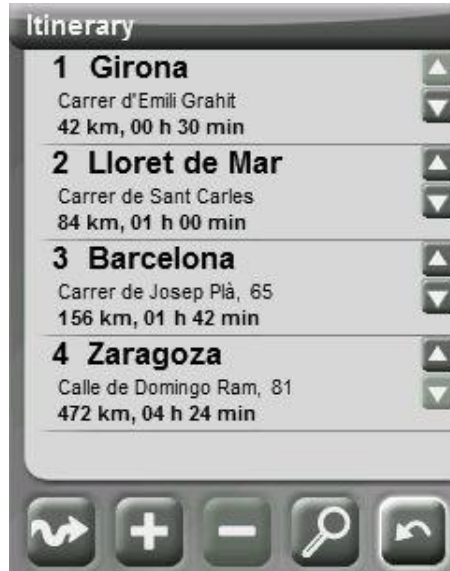 Itinerary
1 Girona
Carrer d'Emili Grahit
42 km, 00 h 30 min
2 Lloret de Mar
Carrer de Sant Carles
84 km, 01 h 00 min
3 Barcelona
Carrer de Josep Plà, 65
156 km, 01 h 42 min
4 Zaragoza
Calle de Domingo Ram, 81
472 km, 04 h 24 min